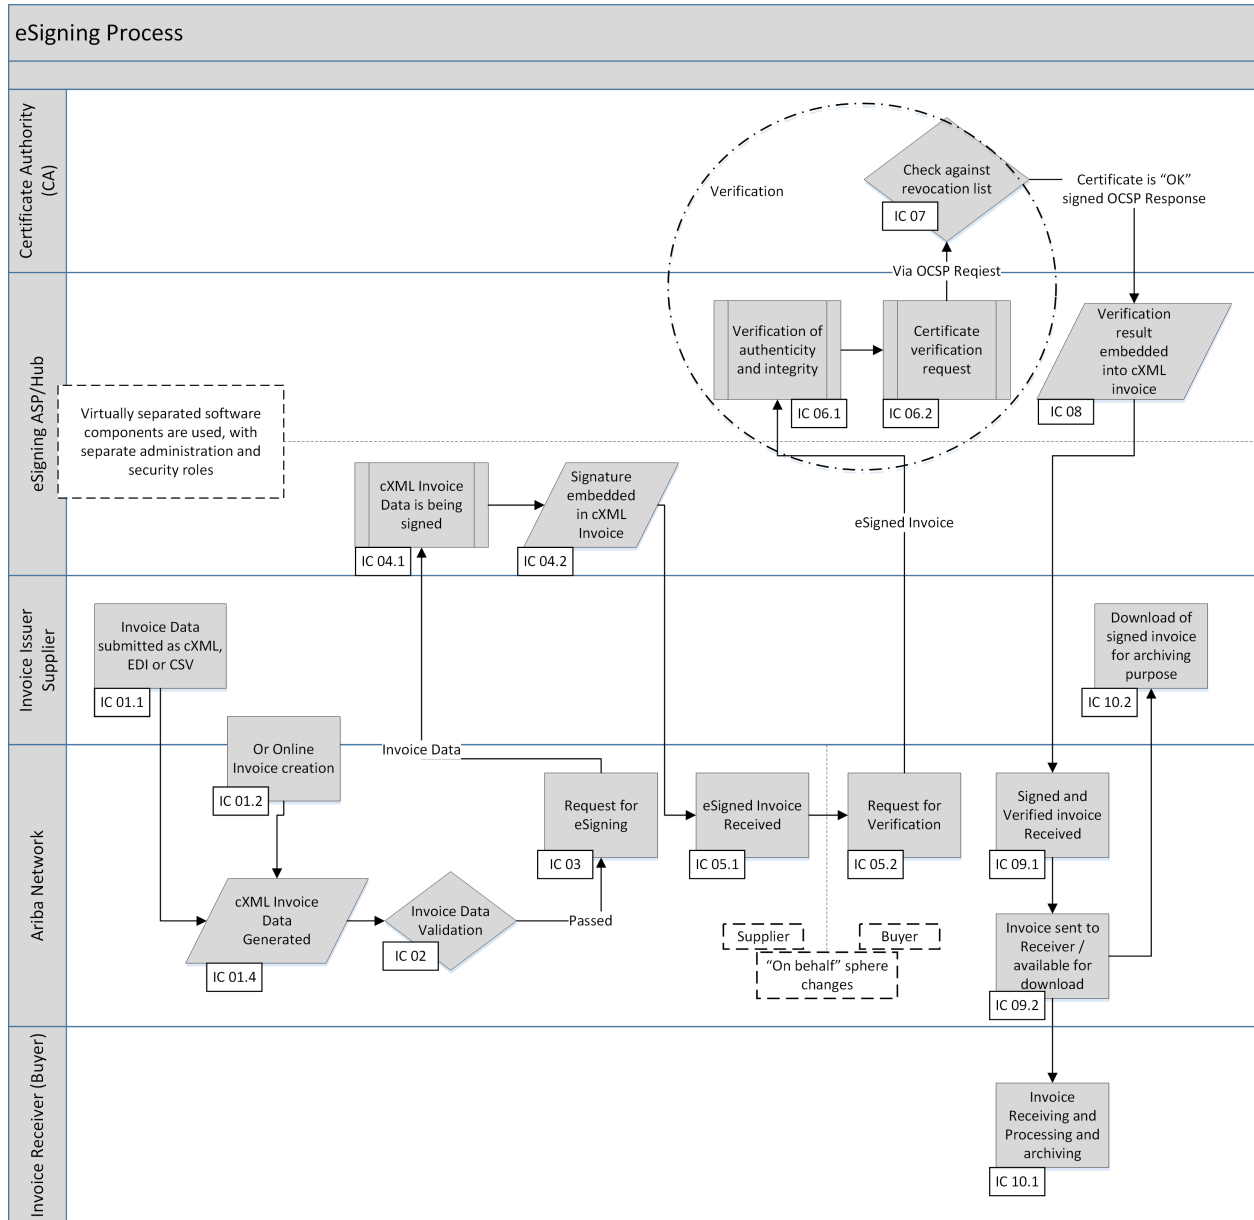 eSigning Process
Certificate Authority
(CA)
Verification
Check against
revocation list
IC 07
Certificate is “OK”
signed OCSP Response
Via OCSP Reqiest
eSigning ASP/Hub
Verification of
authenticity
and integrity
IC 06.1
Certificate
verification
request
IC 06.2
Verification
result
embedded
into cXML
invoice
IC 08
Virtually separated software
components are used, with
separate administration and
security roles
cXML Invoice
Data is being
signed
IC 04.1
Signature
embedded
in cXML
Invoice
IC 04.2
eSigned Invoice
Invoice Issuer
Supplier
Invoice Data
submitted as cXML,
EDI or CSV
IC 01.1
Download of
signed invoice
for archiving
purpose
IC 10.2
Ariba Network
Or Online
Invoice creation
IC 01.2
Invoice Data
Request for
eSigning
IC 03
eSigned Invoice
Received
IC 05.1
Request for
Verification
IC 05.2
Signed and
Verified invoice
Received
IC 09.1
cXML Invoice
Data
Generated
IC 01.4
Invoice Data
Validation
IC 02
Passed
Supplier
Buyer
“On behalf” sphere
changes
Invoice sent to
Receiver /
available for
download
IC 09.2
Invoice Receiver (Buyer)
Invoice
Receiving and
Processing and
archiving
IC 10.1